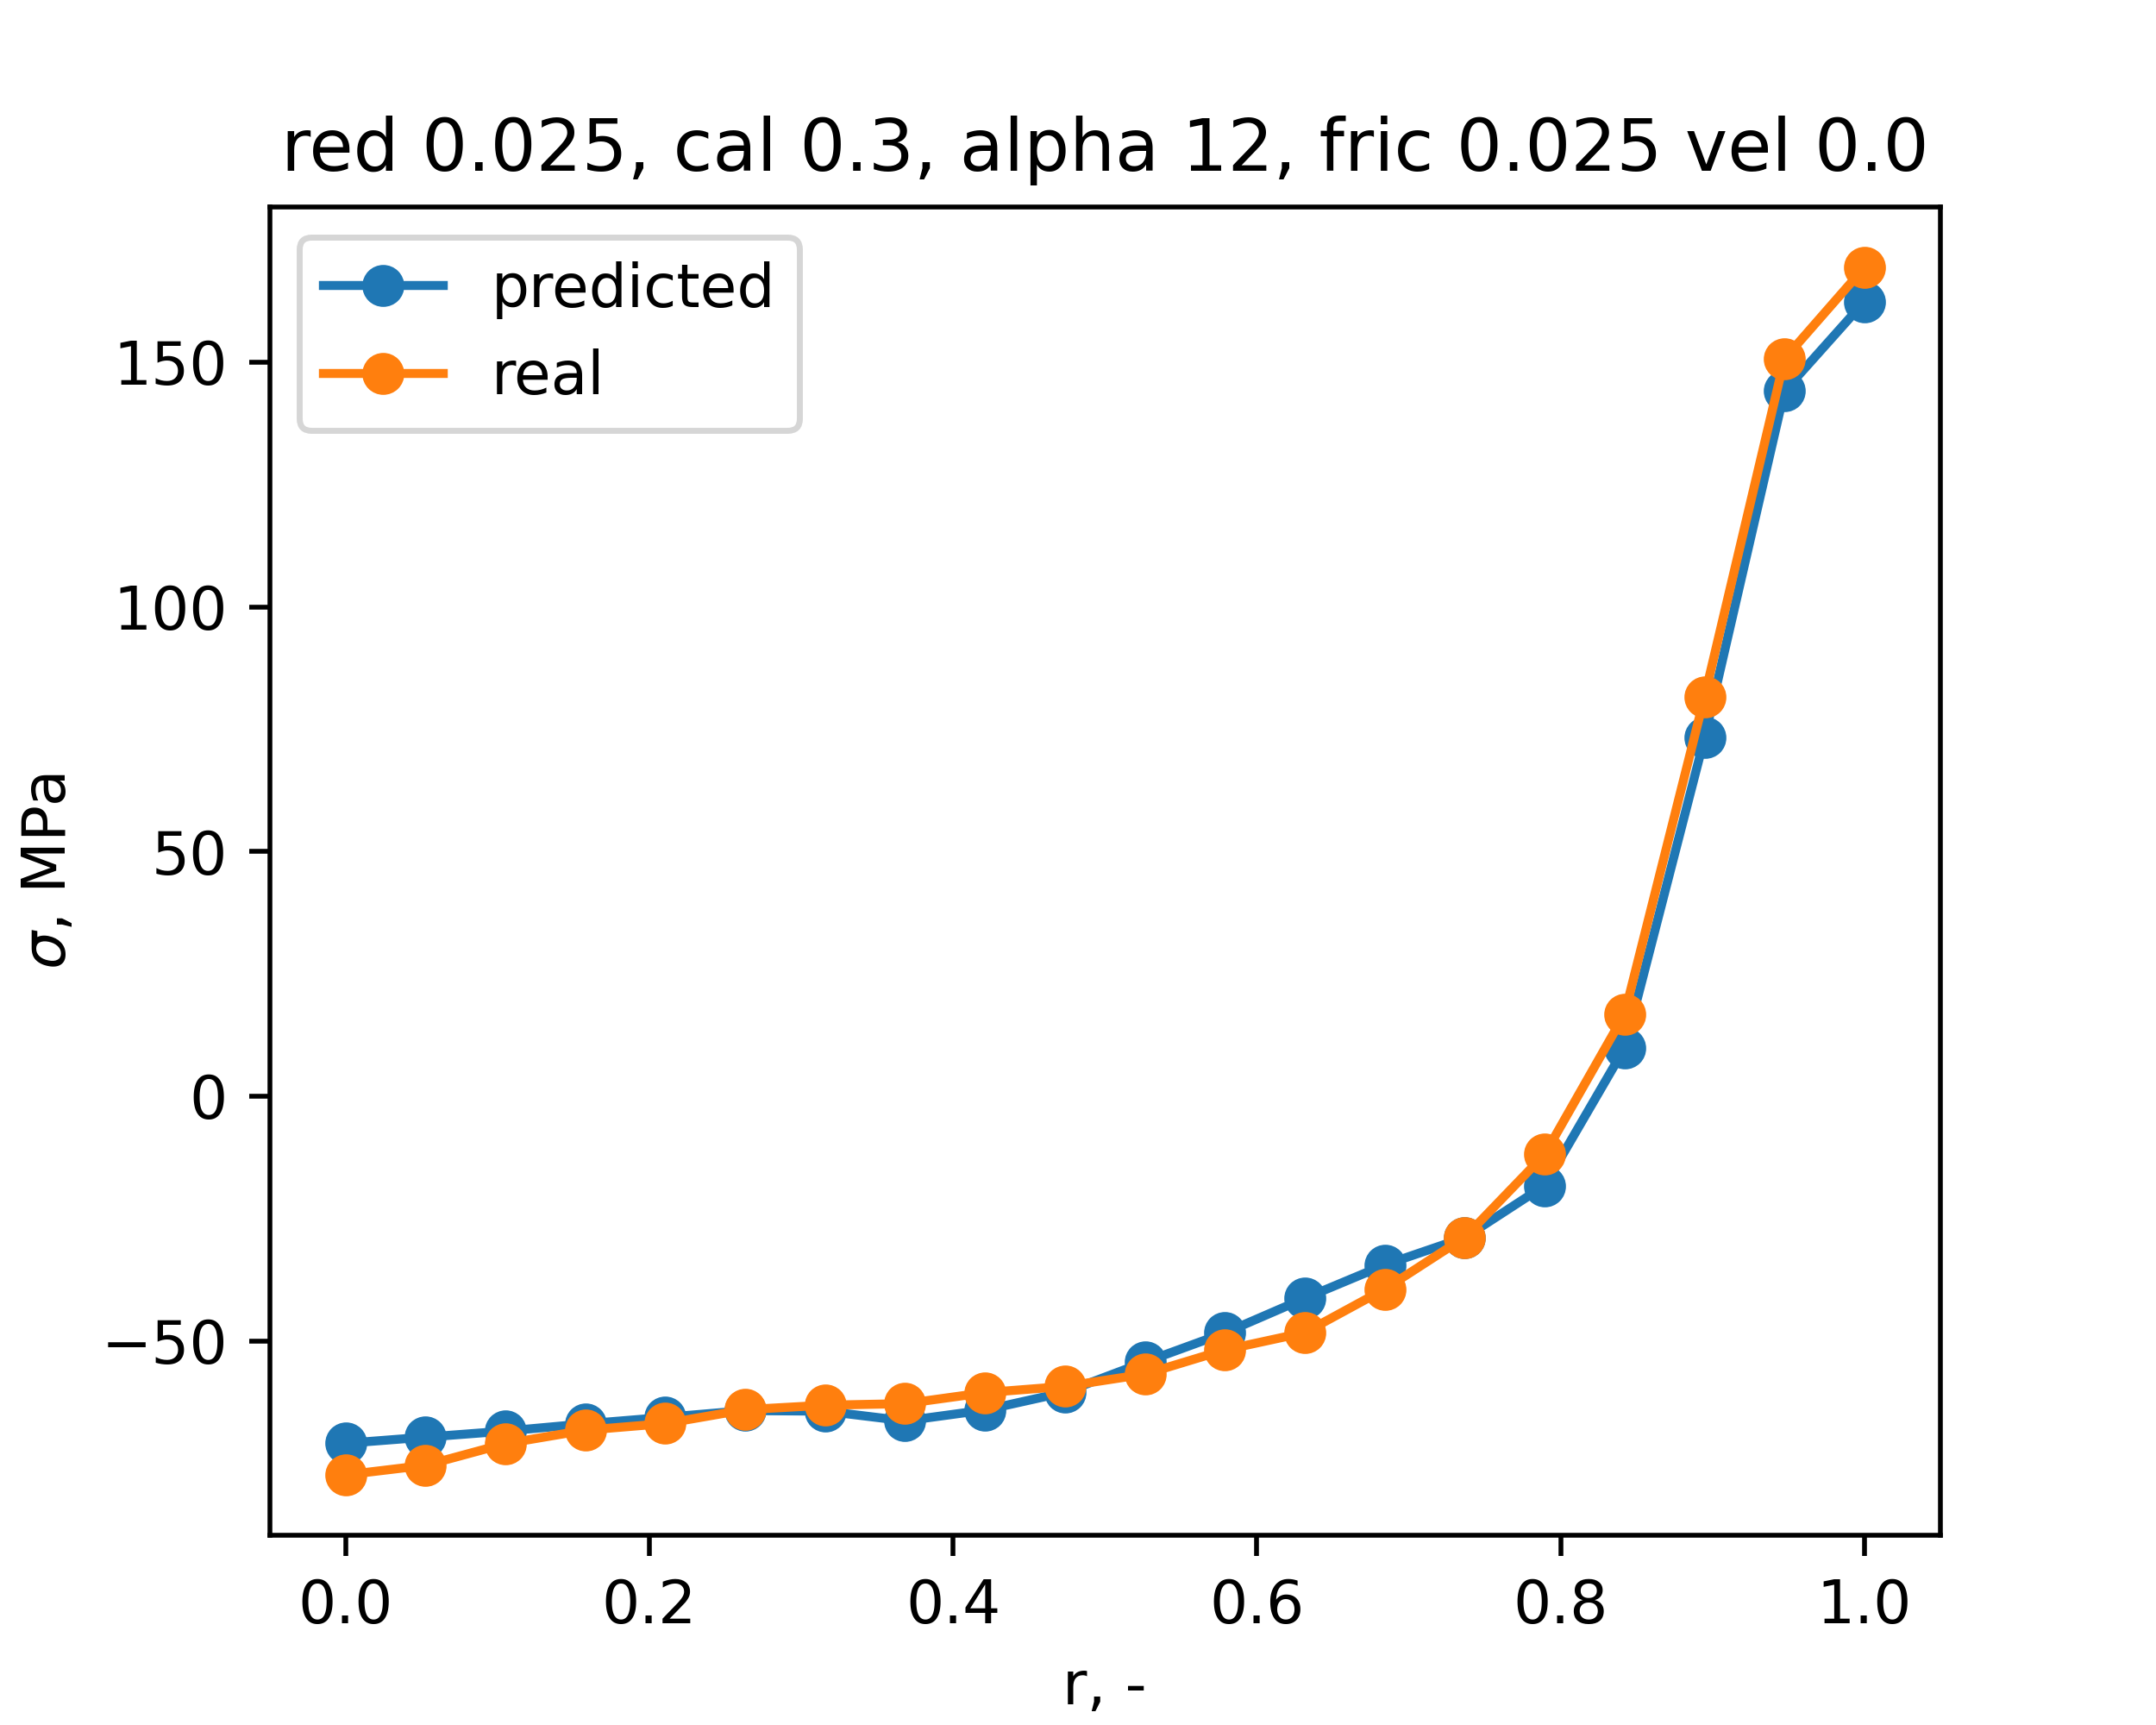 red 0.025, cal 0.3, alpha 12, fric 0.025 vel 0.0
predicted
real
150
100
50
0
−50
σ, MPa
0.0 0.2 0.4 0.6 0.8 1.0
r, -